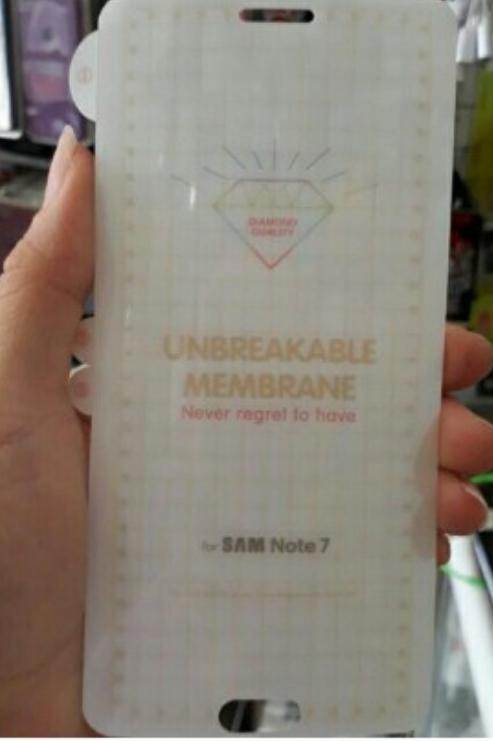 DIAMOND
QUALITY
UNBREAKABLE
MEMBRANE
Never regret to have
for SAM Note 7